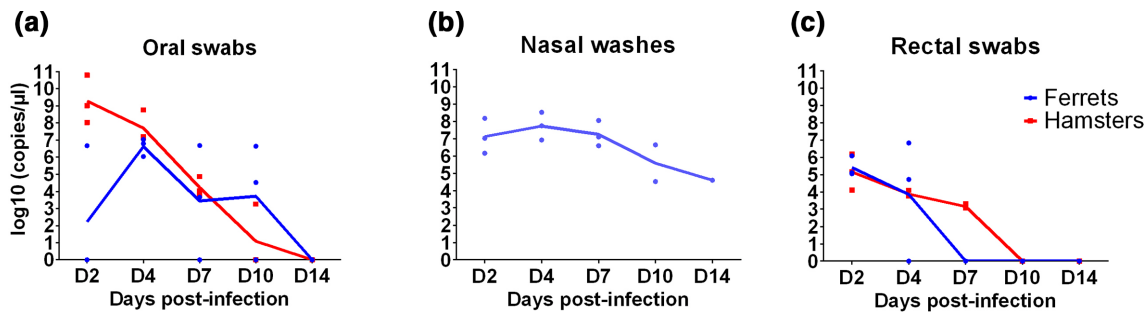 (a)
Oral swabs
log10 (copies/µl)
11
10
9
8
7
6
5
4
3
2
1
0
D2 D4 D7 D10 D14
Days post-infection
(b)
Nasal washes
11
10
9
8
7
6
5
4
3
2
1
0
D2 D4 D7 D10 D14
Days post-infection
(c)
Rectal swabs
11
10
9
8
7
6
5
4
3
2
1
0
D2 D4 D7 D10 D14
Days post-infection
Ferrets
Hamsters